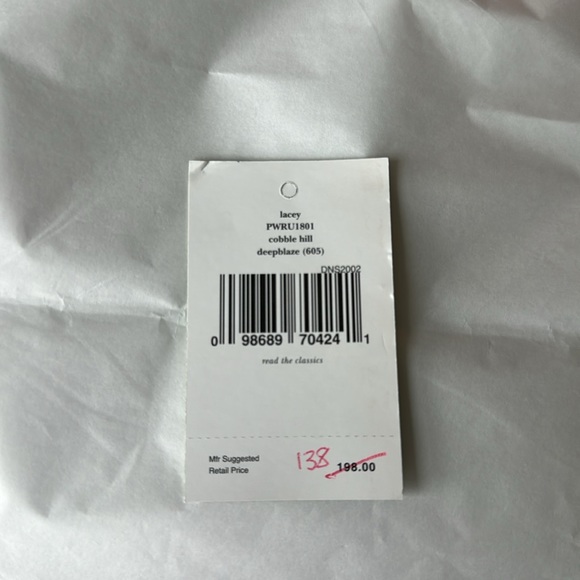 lacey
PWRU1801
cobble hill
deepblaze (605)
DNS2002
0 98689 70424 1
read the classics
Mfr Suggested
Retail Price
138 198.00